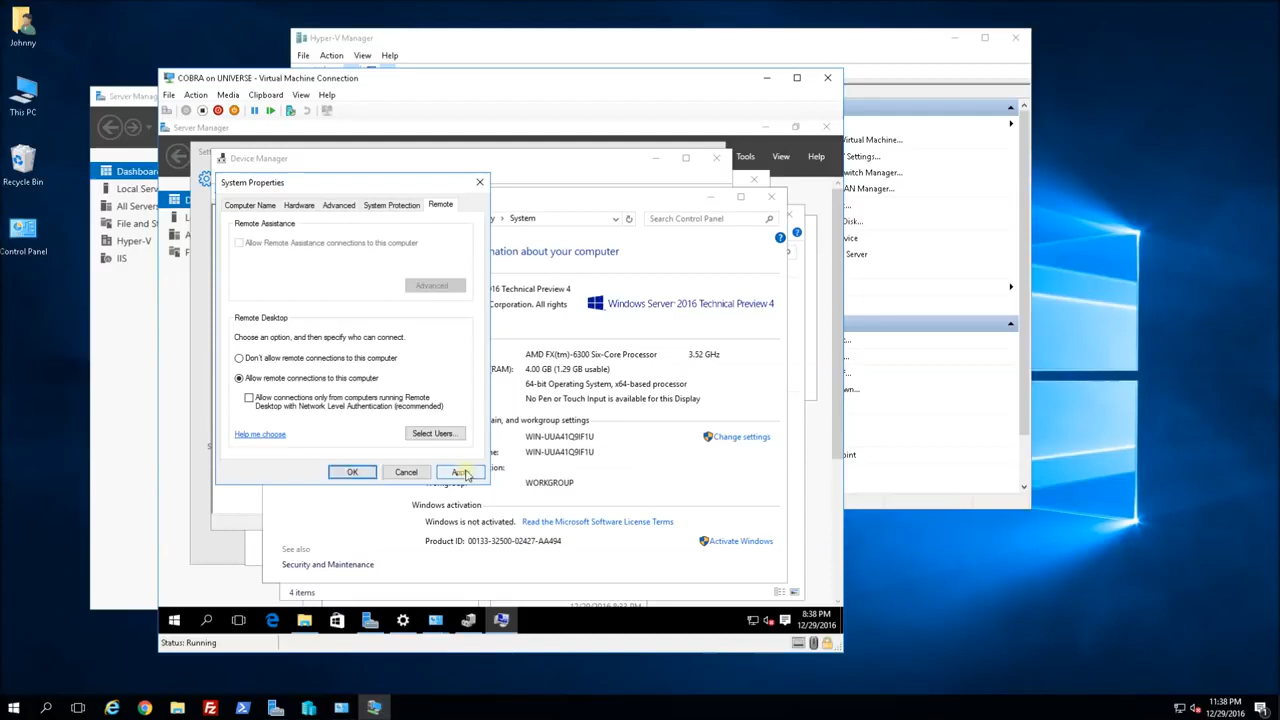 Johnny
This PC
Recycle Bin
Control Panel
Hyper-V Manager
File Action View Help
Server Manag
Dashboard
Local Serv
All Servers
File and St
Hyper-V
IIS
COBRA on UNIVERSE - Virtual Machine Connection
File Action Media Clipboard View Help
Server Manager
Tools View Help
Device Manager
System Properties
Computer Name Hardware Advanced System Protection Remote
Remote Assistance
Allow Remote Assistance connections to this computer
Advanced
Remote Desktop
Choose an option, and then specify who can connect.
Don't allow remote connections to this computer
Allow remote connections to this computer
Allow connections only from computers running Remote
Desktop with Network Level Authentication (recommended)
Help me choose
Select Users...
OK Cancel App
y > System
Search Control Panel
mation about your computer
16 Technical Preview 4
Corporation. All rights
Windows Server 2016 Technical Preview 4
AMD FX(tm)-6300 Six-Core Processor 3.52 GHz
RAM): 4.00 GB (1.29 GB usable)
64-bit Operating System, x64-based processor
No Pen or Touch Input is available for this Display
ain, and workgroup settings
WIN-UUA41Q9IF1U
Change settings
me: WIN-UUA41Q9IF1U
n:
WORKGROUP
Windows activation
Windows is not activated. Read the Microsoft Software License Terms
Product ID: 00133-32500-02427-AA494
Activate Windows
See also
Security and Maintenance
4 items
8:38 PM
12/29/2016
Status: Running
Virtual Machine...
Settings...
witch Manager...
AN Manager...
Disk...
vice
Server
wn...
oint
11:38 PM
12/29/2016